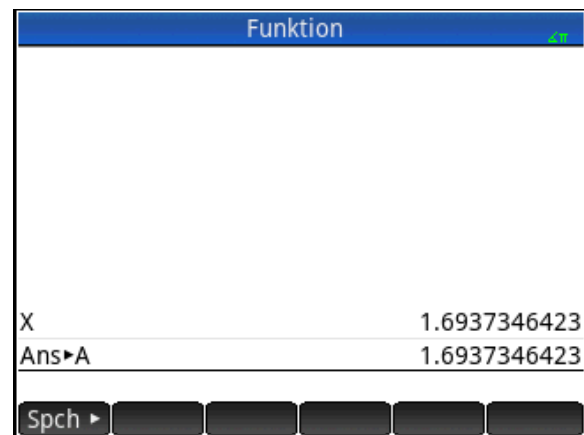 Funktion
∡π
X 1.6937346423
Ans▶A 1.6937346423
Spch ▶